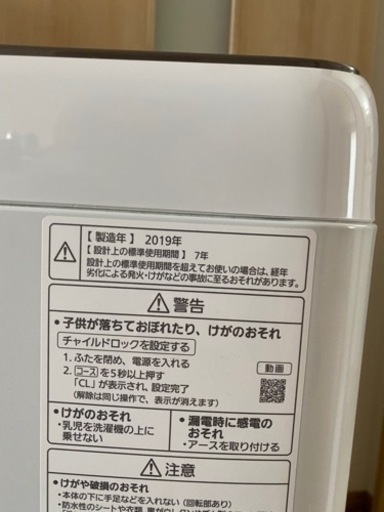 【 製造年 】 2019年
【 設計上の標準使用期間 】 7年
設計上の標準使用期間を超えてお使いの場合は、経年
劣化による発火・けがなどの事故に至るおそれがあります。
警告
・子供が落ちておぼれたり、けがのおそれ
チャイルドロックを設定する
1. ふたを閉め、電源を入れる
2. コース を5秒以上押す
「CL」が表示され、設定完了
(解除は同じ操作で、表示が消えます)
動画
・けがのおそれ
・乳児を洗濯機の上に
乗せない
・漏電時に感電の
おそれ
・アースを取り付ける
注意
・けがや破損のおそれ
・本体の下に手足などを入れない (回転部あり)
・防水性のシートや衣類